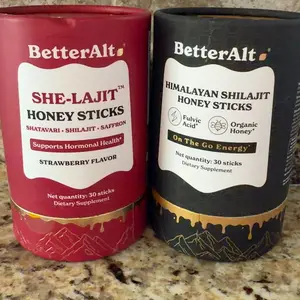 BetterAlt
SHE-LAJIT™
HONEY STICKS
SHATAVARI • SHILAJIT • SAFFRON
Supports Hormonal Health*
STRAWBERRY FLAVOR
Net quantity: 30 sticks
Dietary Supplement
BetterAlt
HIMALAYAN SHILAJIT
HONEY STICKS
Fulvic
Acid*
Organic
Honey*
On The Go Energy*
Net quantity: 30 sticks
Dietary Supplement